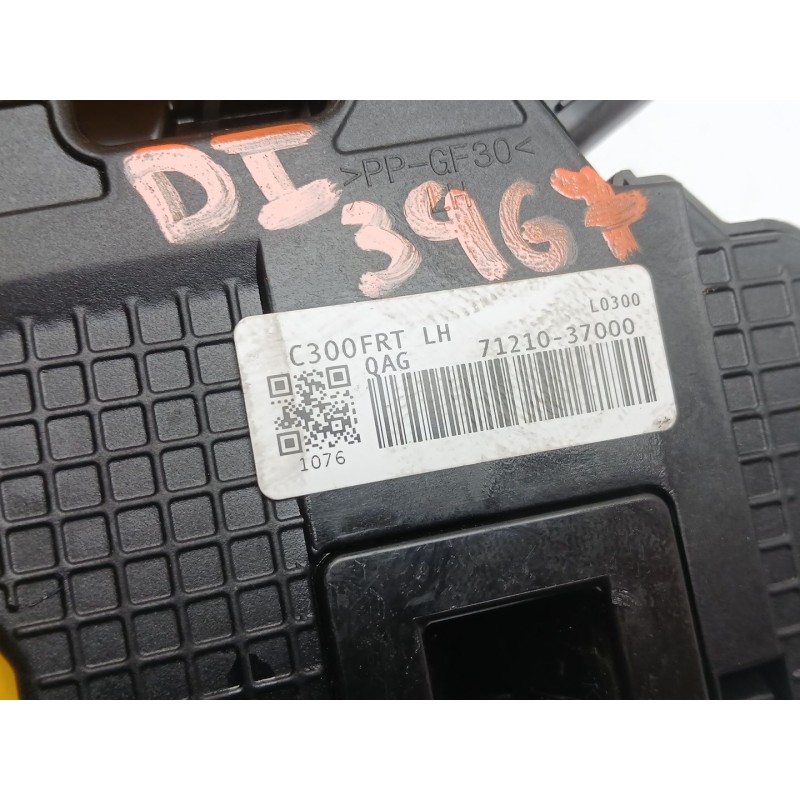 DI
>PP-GF30<
3967
L0300
C300FRT LH 71210-37000
QAG
1076